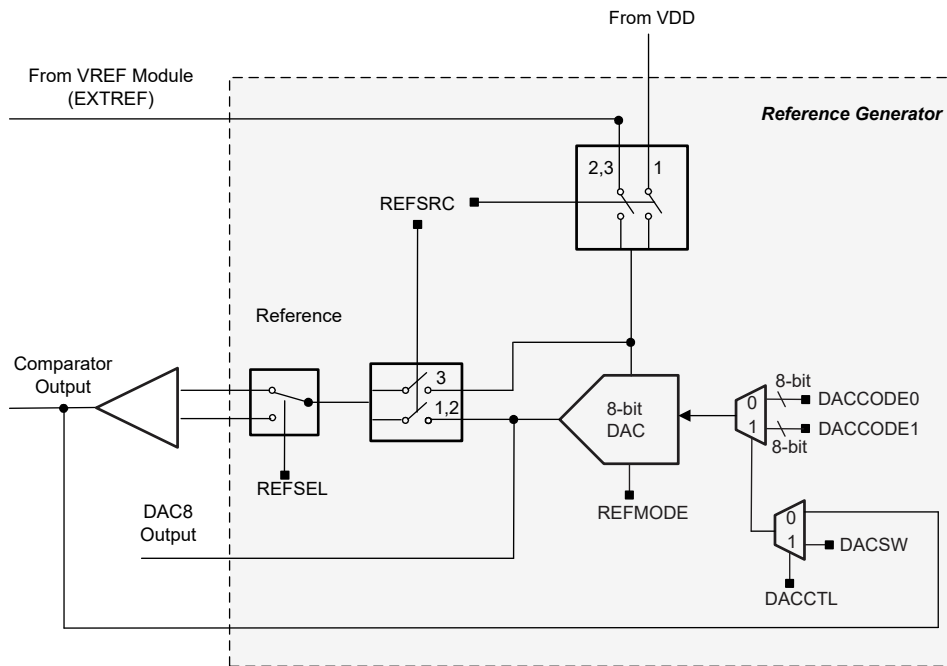 From VDD
From VREF Module
(EXTREF)
Reference Generator
2,3
1
REFSRC
Reference
Comparator
Output
3
1,2
8-bit
DAC
0
1
8-bit
DACCODE0
DACCODE1
8-bit
REFSEL
REFMODE
DAC8
Output
0
1
DACSW
DACCTL